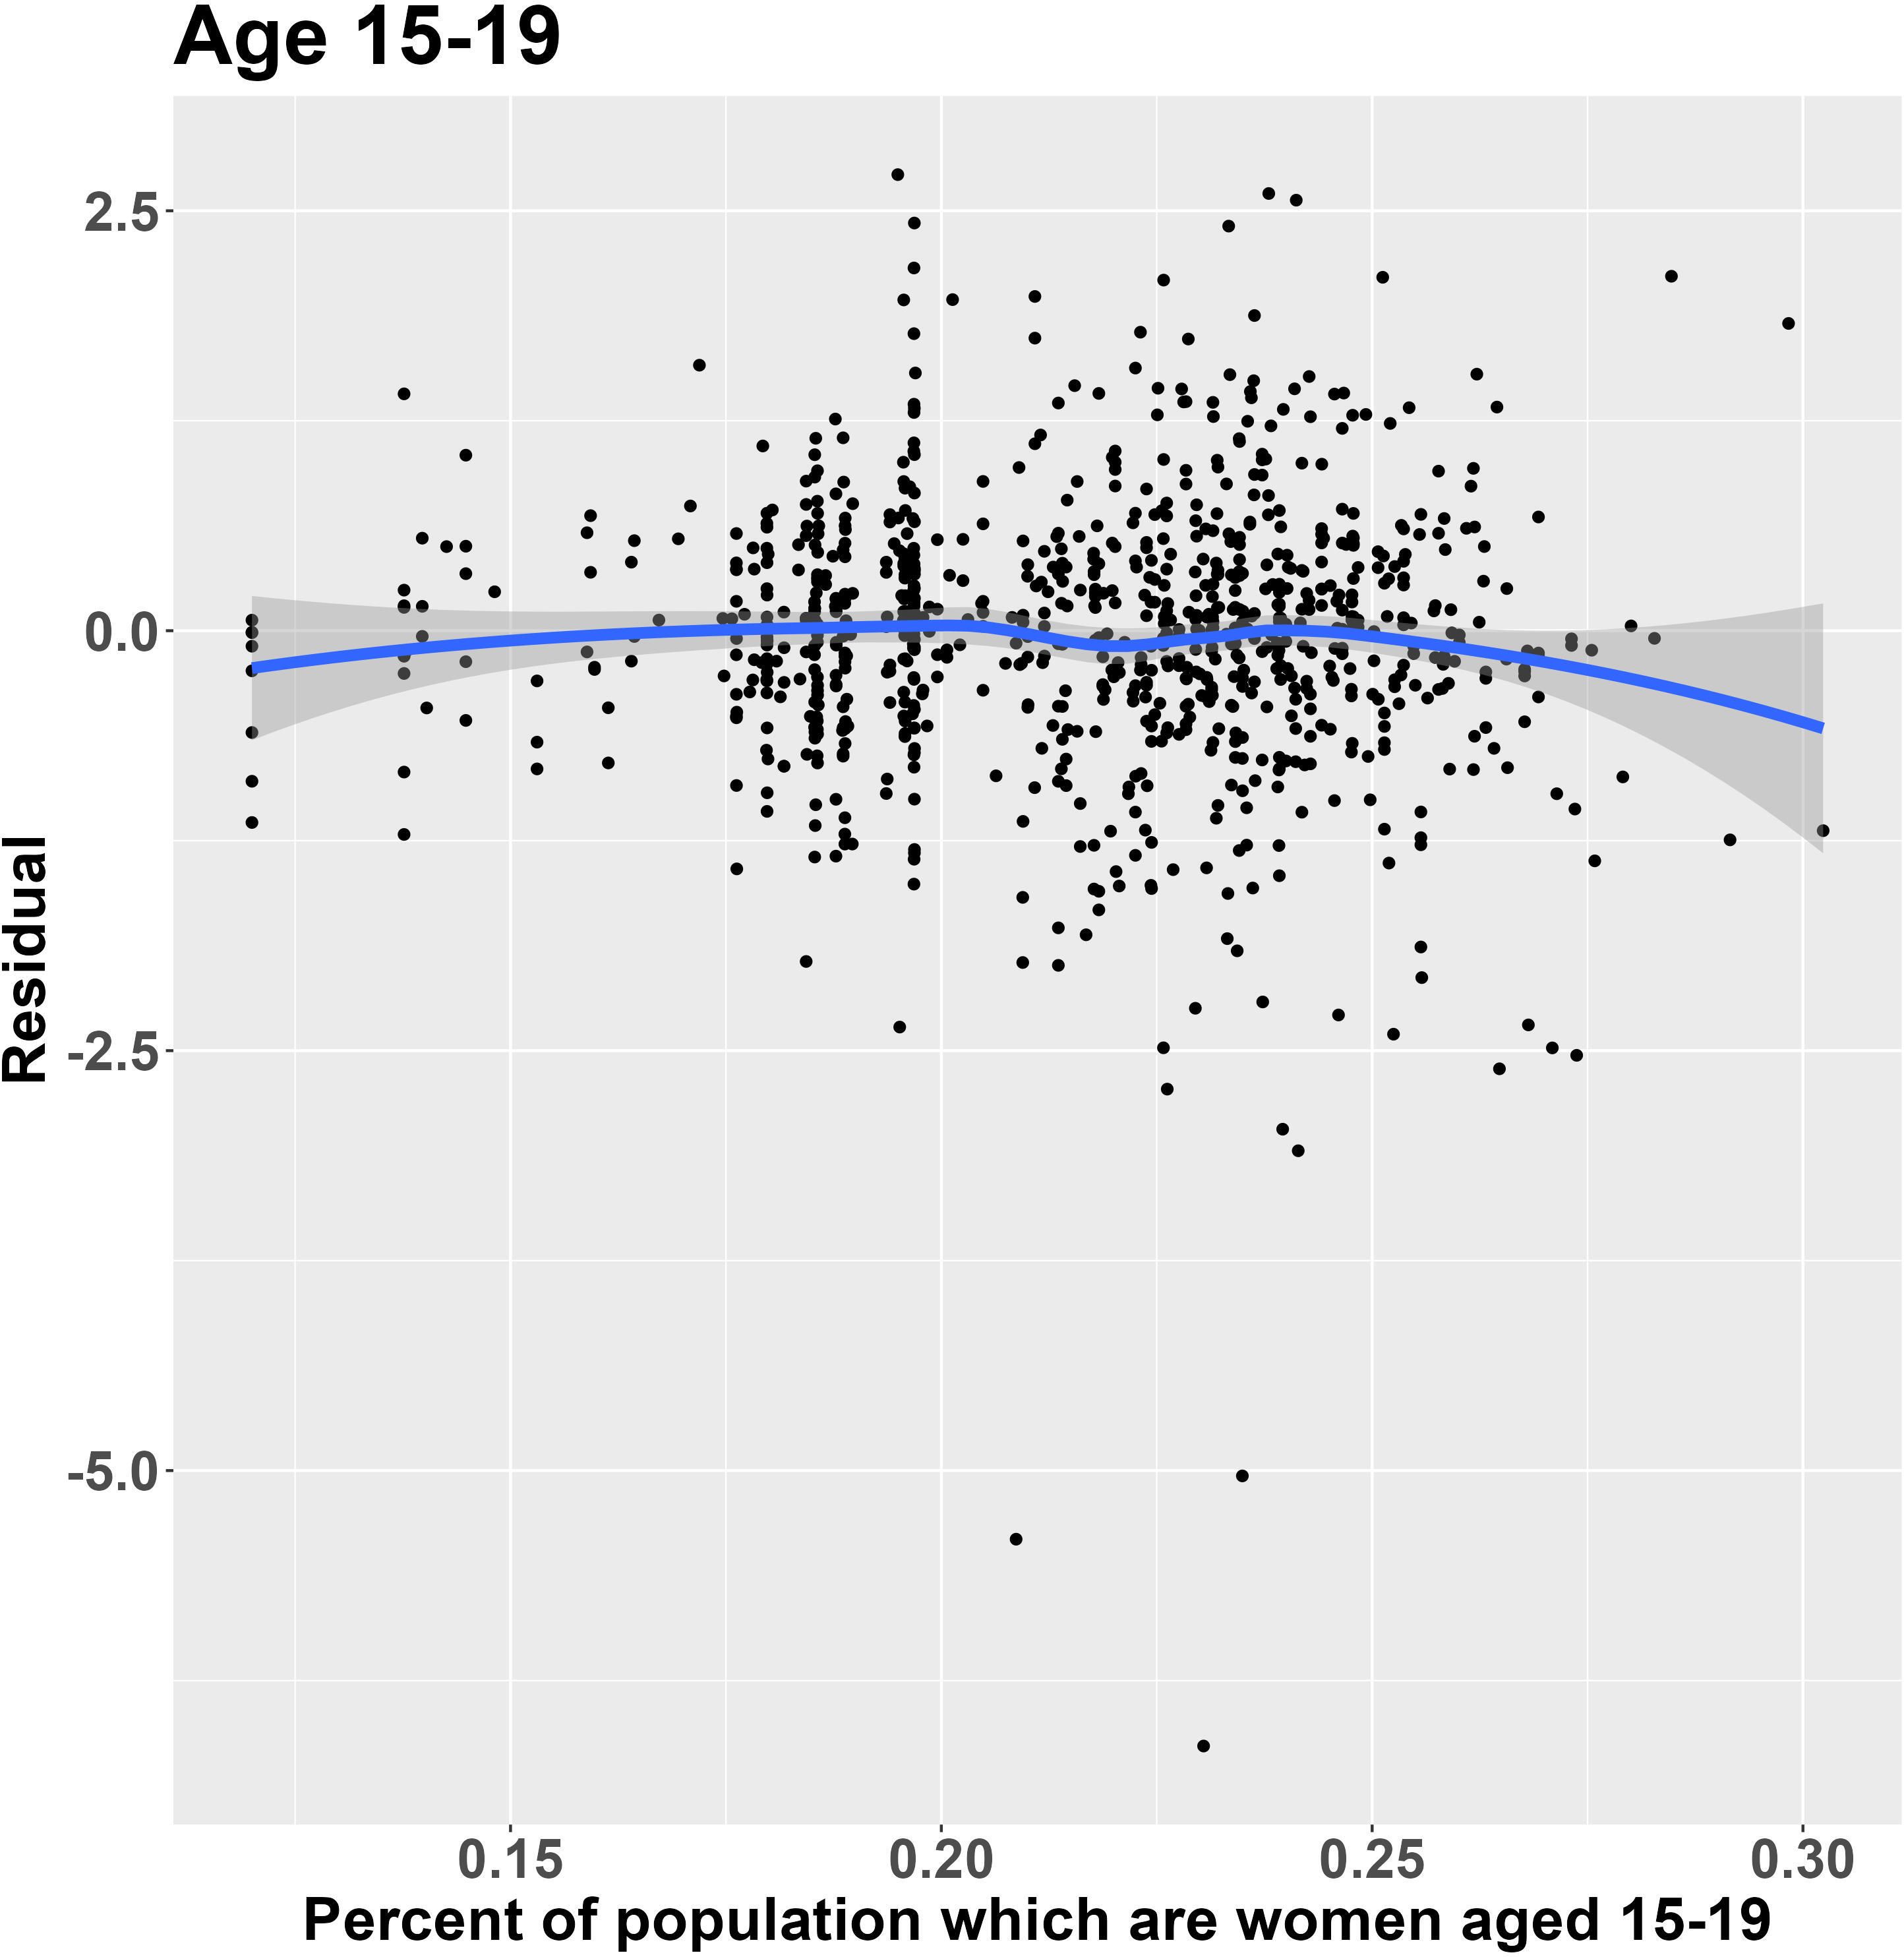 Age 15-19
2.5
0.0
-2.5
-5.0
Residual
0.15 0.20 0.25 0.30
Percent of population which are women aged 15-19